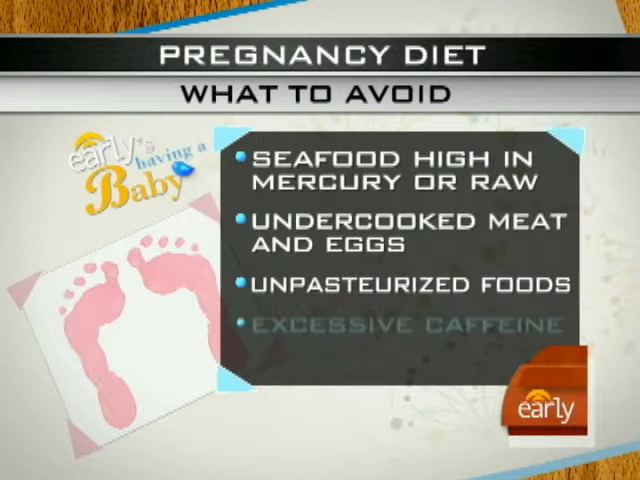 PREGNANCY DIET
WHAT TO AVOID
early's
having a
Baby
• SEAFOOD HIGH IN
MERCURY OR RAW
• UNDERCOOKED MEAT
AND EGGS
• UNPASTEURIZED FOODS
• EXCESSIVE CAFFEINE
early